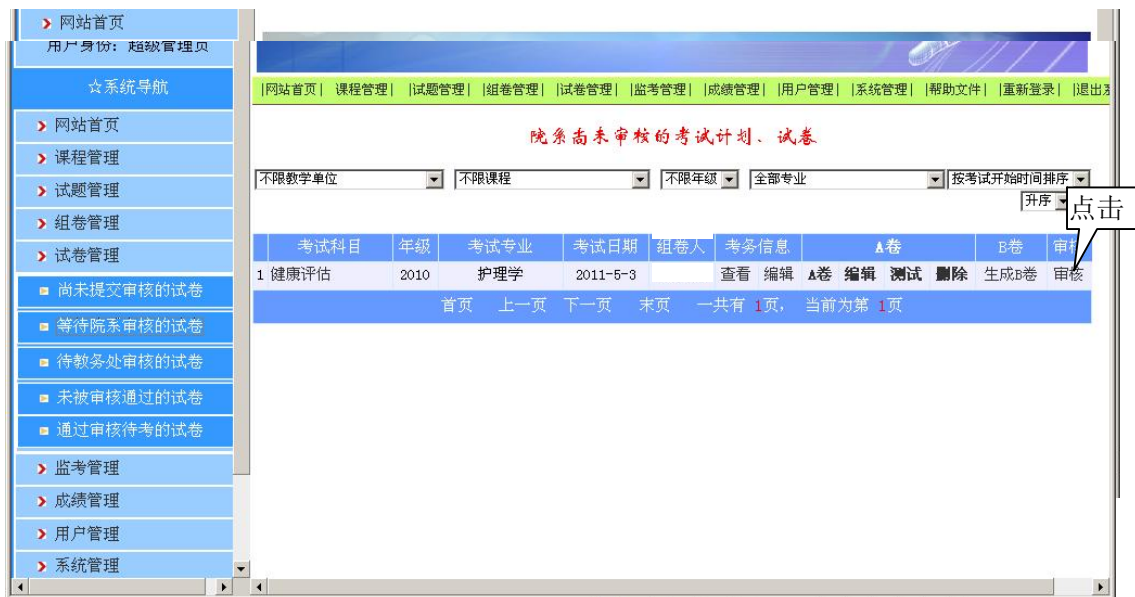 网站首页
用户身份：超级管理员
☆系统导航
网站首页
课程管理
试题管理
组卷管理
试卷管理
尚未提交审核的试卷
等待院系审核的试卷
待教务处审核的试卷
未被审核通过的试卷
通过审核待考的试卷
监考管理
成绩管理
用户管理
系统管理
|网站首页| 课程管理| |试题管理| |组卷管理| |试卷管理| |监考管理| |成绩管理| |用户管理| |系统管理| |帮助文件| |重新登录| |退出
院系尚未审核的考试计划、试卷
不限教学单位 不限课程 不限年级 全部专业 按考试开始时间排序
升序
点击
考试科目 年级 考试专业 考试日期 组卷人 考务信息 A卷 B卷 审核
1 健康评估 2010 护理学 2011-5-3 查看 编辑 A卷 编辑 测试 删除 生成B卷 审核
首页 上一页 下一页 末页 一共有 1页， 当前为第 1页